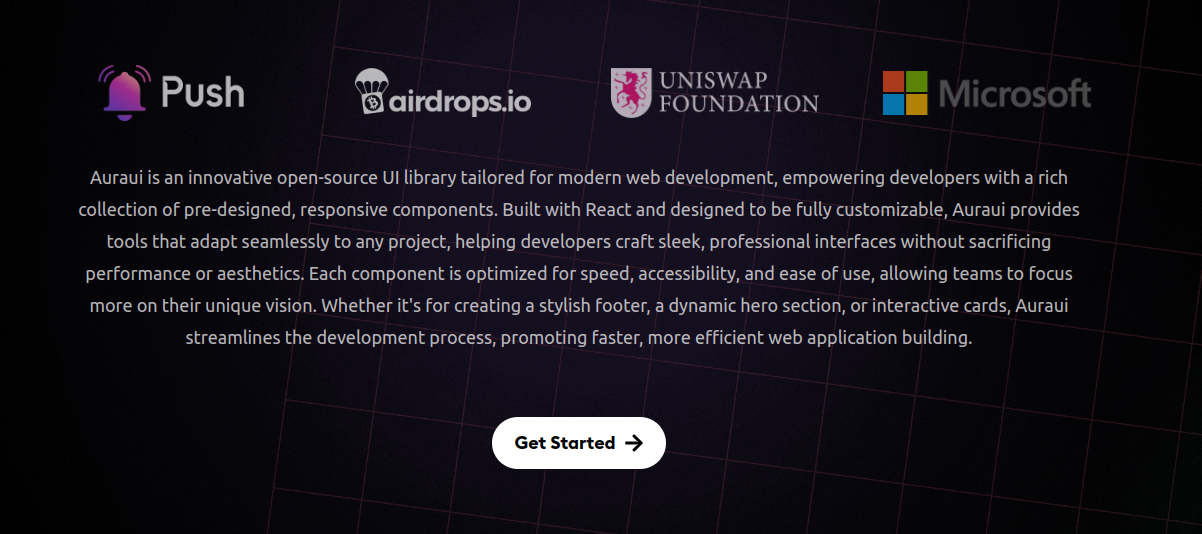 Push
airdrops.io
UNISWAP
FOUNDATION
Microsoft
Auraui is an innovative open-source UI library tailored for modern web development, empowering developers with a rich
collection of pre-designed, responsive components. Built with React and designed to be fully customizable, Auraui provides
tools that adapt seamlessly to any project, helping developers craft sleek, professional interfaces without sacrificing
performance or aesthetics. Each component is optimized for speed, accessibility, and ease of use, allowing teams to focus
more on their unique vision. Whether it's for creating a stylish footer, a dynamic hero section, or interactive cards, Auraui
streamlines the development process, promoting faster, more efficient web application building.
Get Started →